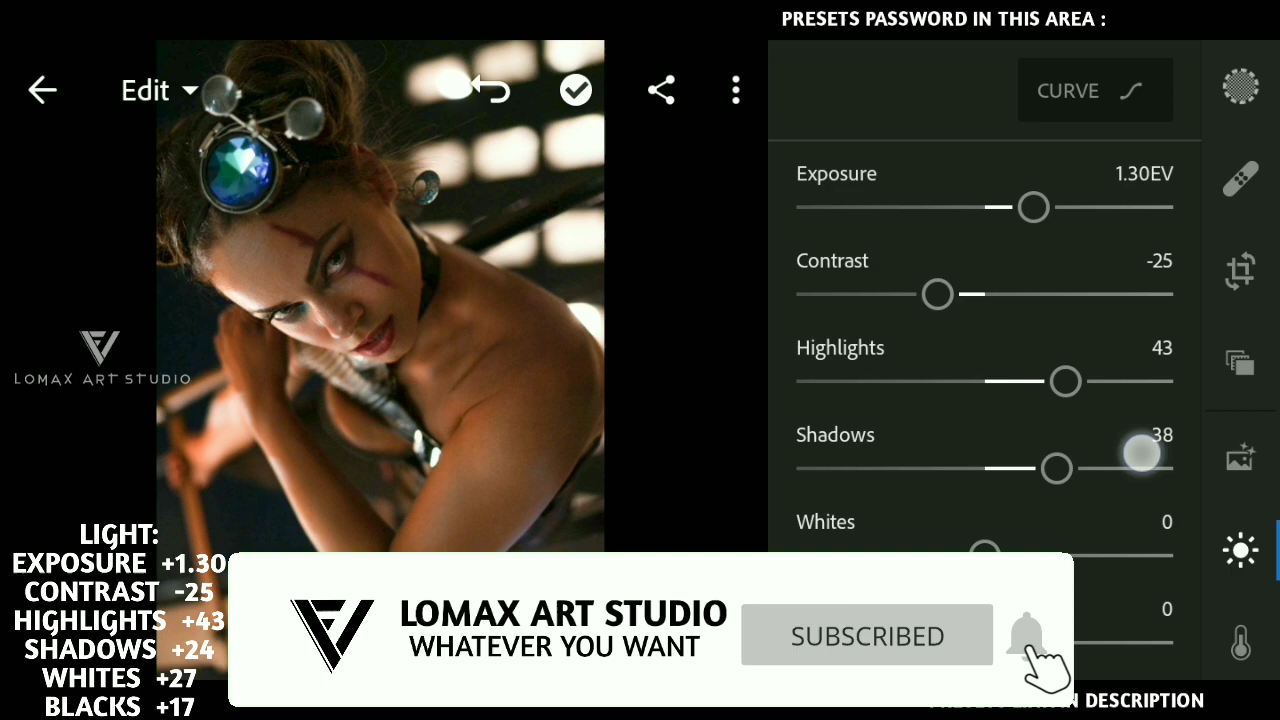 PRESETS PASSWORD IN THIS AREA :
Edit
CURVE
Exposure 1.30EV
Contrast -25
Highlights 43
Shadows 38
Whites 0
0
LOMAX ART STUDIO
LIGHT:
EXPOSURE +1.30
CONTRAST -25
HIGHLIGHTS +43
SHADOWS +24
WHITES +27
BLACKS +17
LOMAX ART STUDIO
WHATEVER YOU WANT
SUBSCRIBED
IN DESCRIPTION